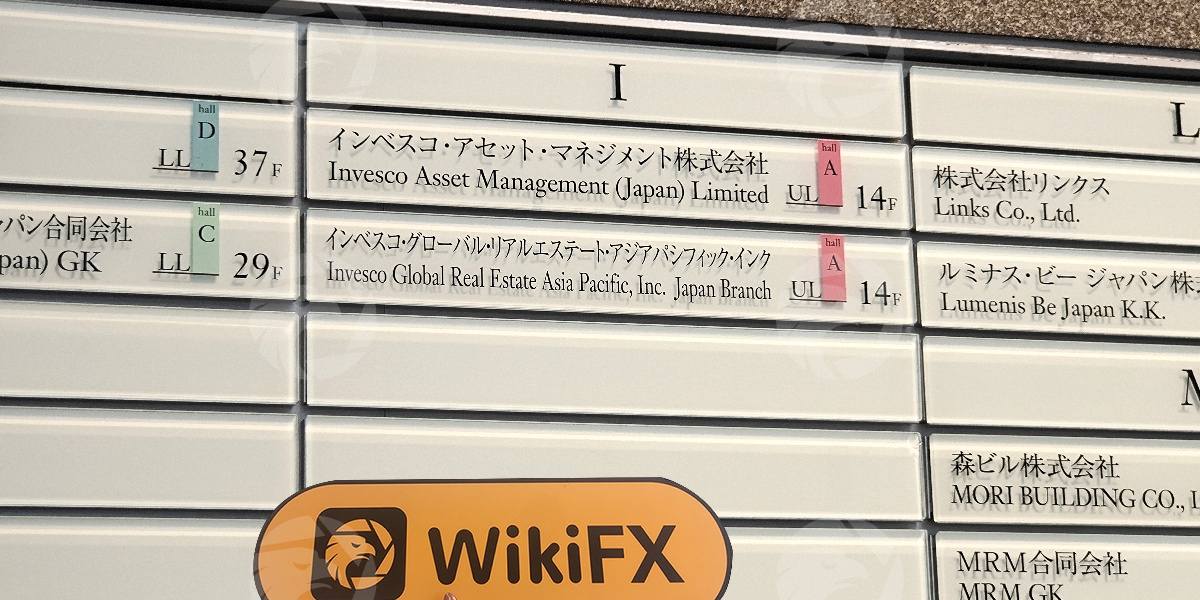 hall
D
LL 37F
パン合同会社
pan) GK
hall
C
LL 29F
I
インベスコ・アセット・マネジメント株式会社
Invesco Asset Management (Japan) Limited
hall
A
UL 14F
インベスコ・グローバル・リアルエステート・アジアパシフィック・インク
Invesco Global Real Estate Asia Pacific, Inc. Japan Branch
hall
A
UL 14F
L
株式会社リンクス
Links Co., Ltd.
ルミナス・ビー ジャパン株
Lumenis Be Japan K.K.
M
森ビル株式会社
MORI BUILDING CO., L
MRM合同会社
MRM GK
WikiFX